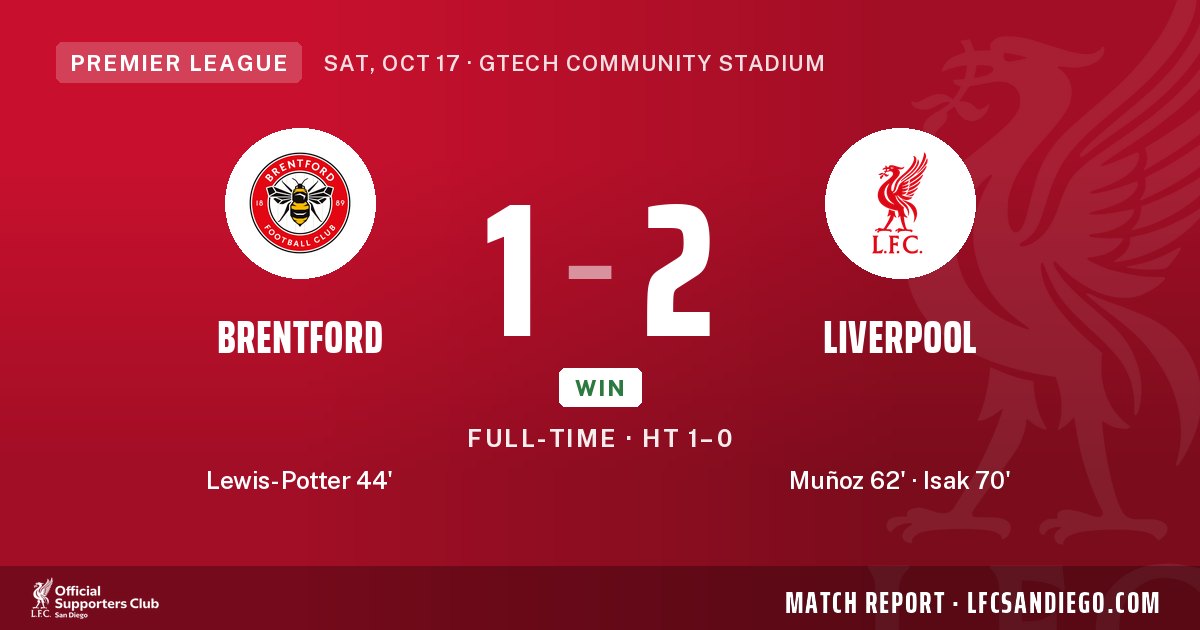 PREMIER LEAGUE
SAT, OCT 17 · GTECH COMMUNITY STADIUM
BRENTFORD
18 89
FOOTBALL CLUB
L.F.C.
1 – 2
BRENTFORD
LIVERPOOL
WIN
FULL-TIME · HT 1–0
Lewis-Potter 44'
Muñoz 62' · Isak 70'
L.F.C.
Official
Supporters Club
San Diego
MATCH REPORT · LFCSANDIEGO.COM